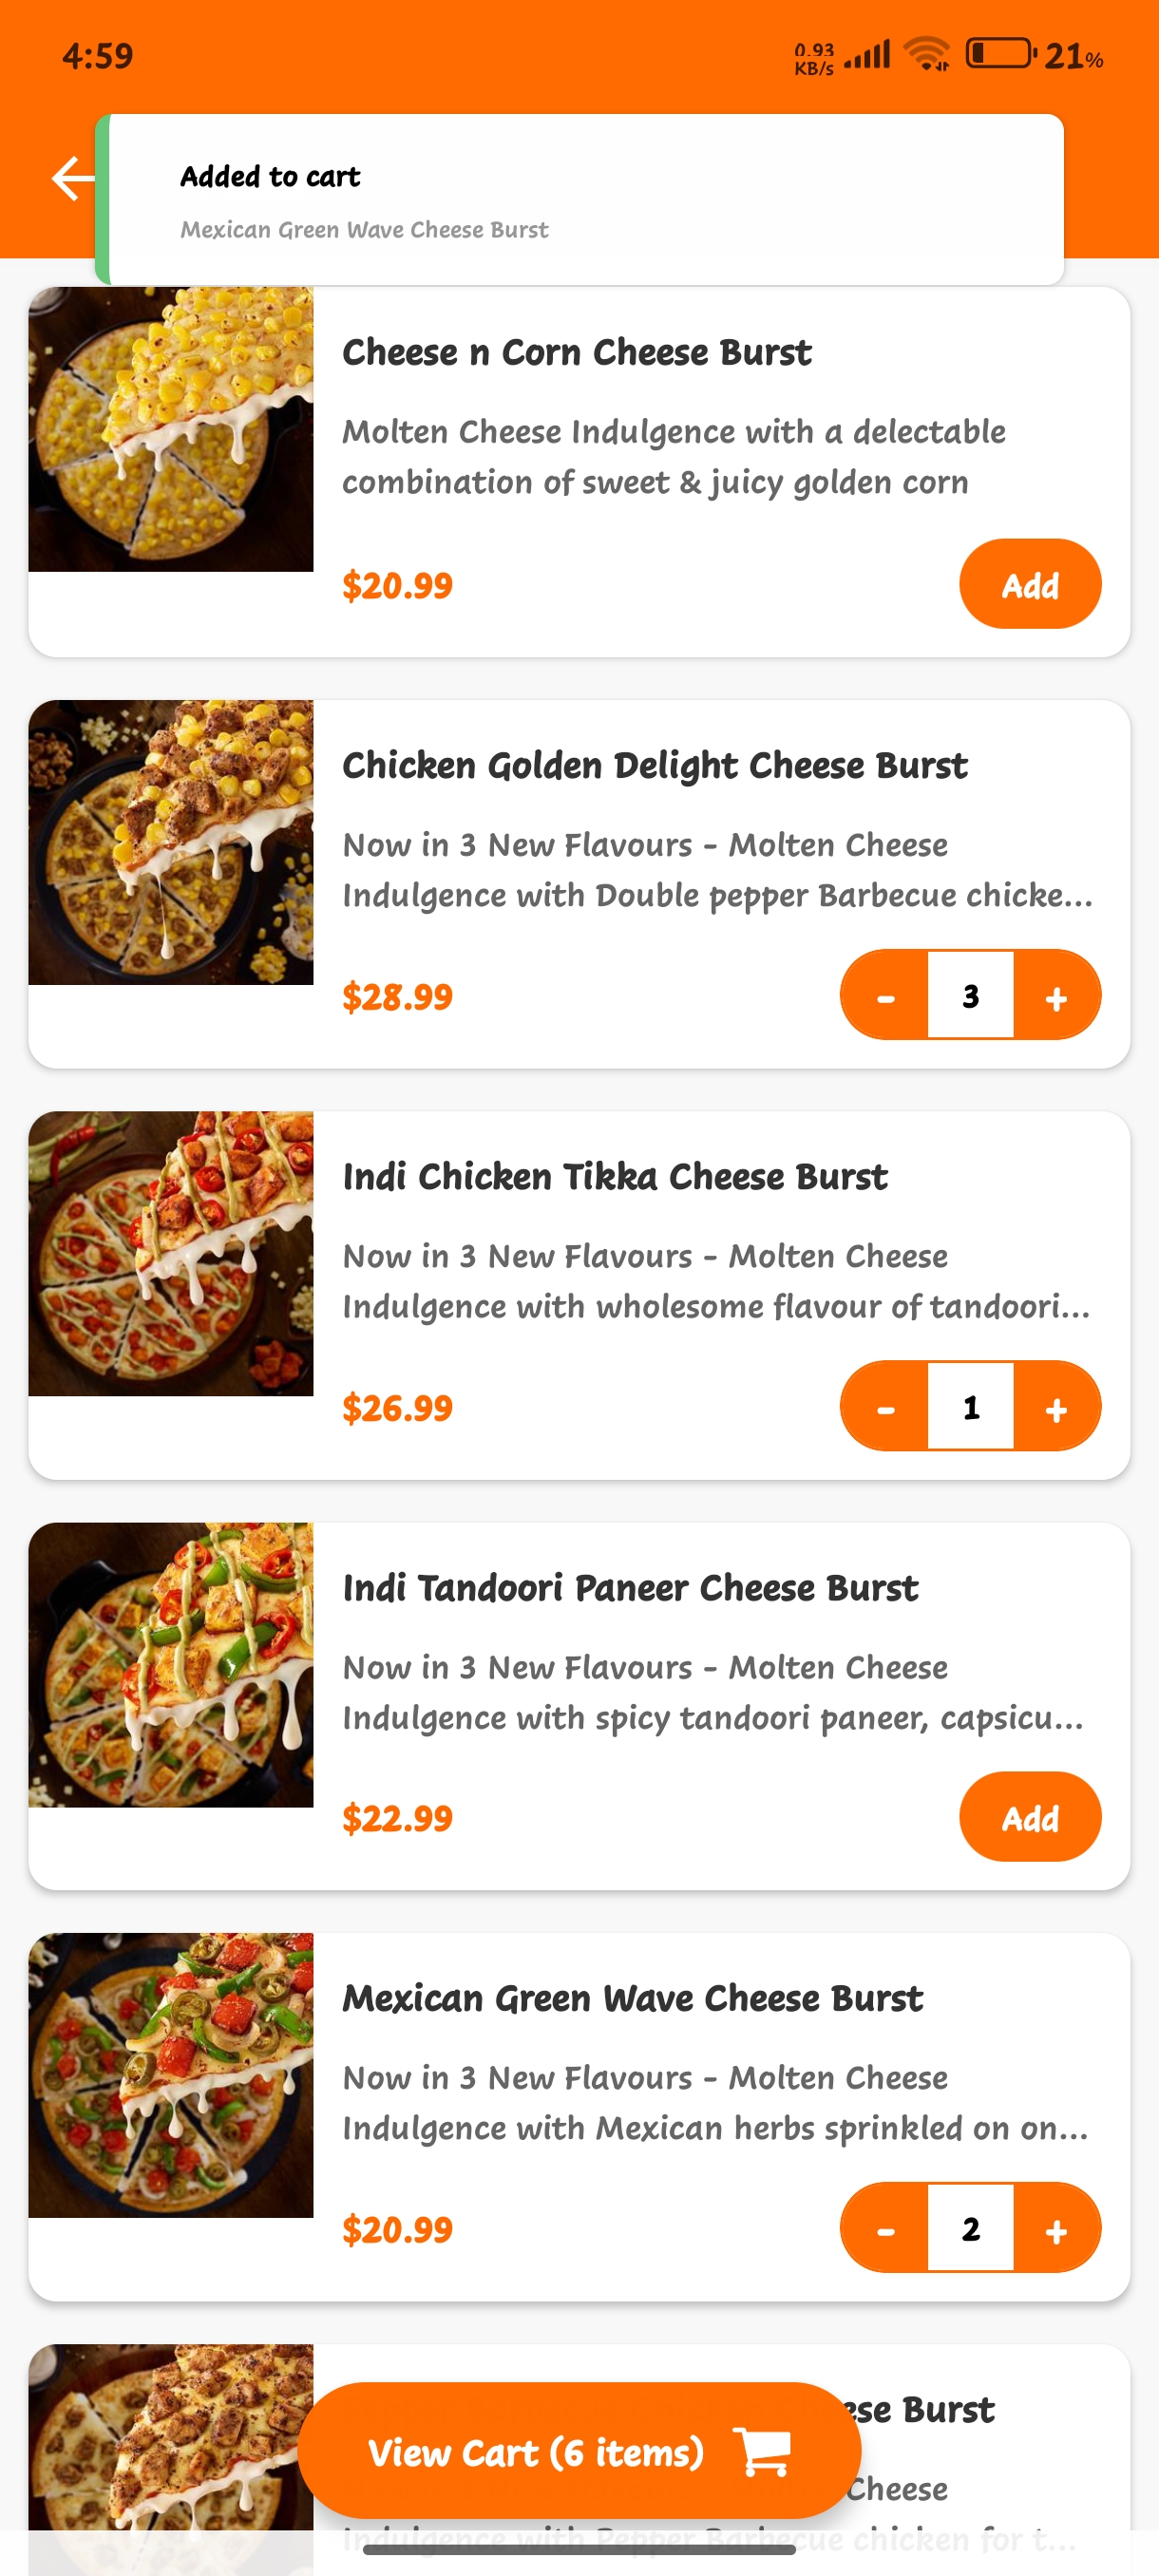 4:59
0.93
KB/s
21%
Added to cart
Mexican Green Wave Cheese Burst
Cheese n Corn Cheese Burst
Molten Cheese Indulgence with a delectable
combination of sweet & juicy golden corn
$20.99
Add
Chicken Golden Delight Cheese Burst
Now in 3 New Flavours - Molten Cheese
Indulgence with Double pepper Barbecue chicke...
$28.99
- 3 +
Indi Chicken Tikka Cheese Burst
Now in 3 New Flavours - Molten Cheese
Indulgence with wholesome flavour of tandoori...
$26.99
- 1 +
Indi Tandoori Paneer Cheese Burst
Now in 3 New Flavours - Molten Cheese
Indulgence with spicy tandoori paneer, capsicu...
$22.99
Add
Mexican Green Wave Cheese Burst
Now in 3 New Flavours - Molten Cheese
Indulgence with Mexican herbs sprinkled on on...
$20.99
- 2 +
Burst
View Cart (6 items)
Cheese
Indulgence with Pepper Barbecue chicken for t...